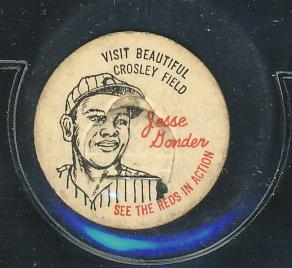 VISIT BEAUTIFUL
CROSLEY FIELD
Jesse
Gonder
SEE THE REDS IN ACTION